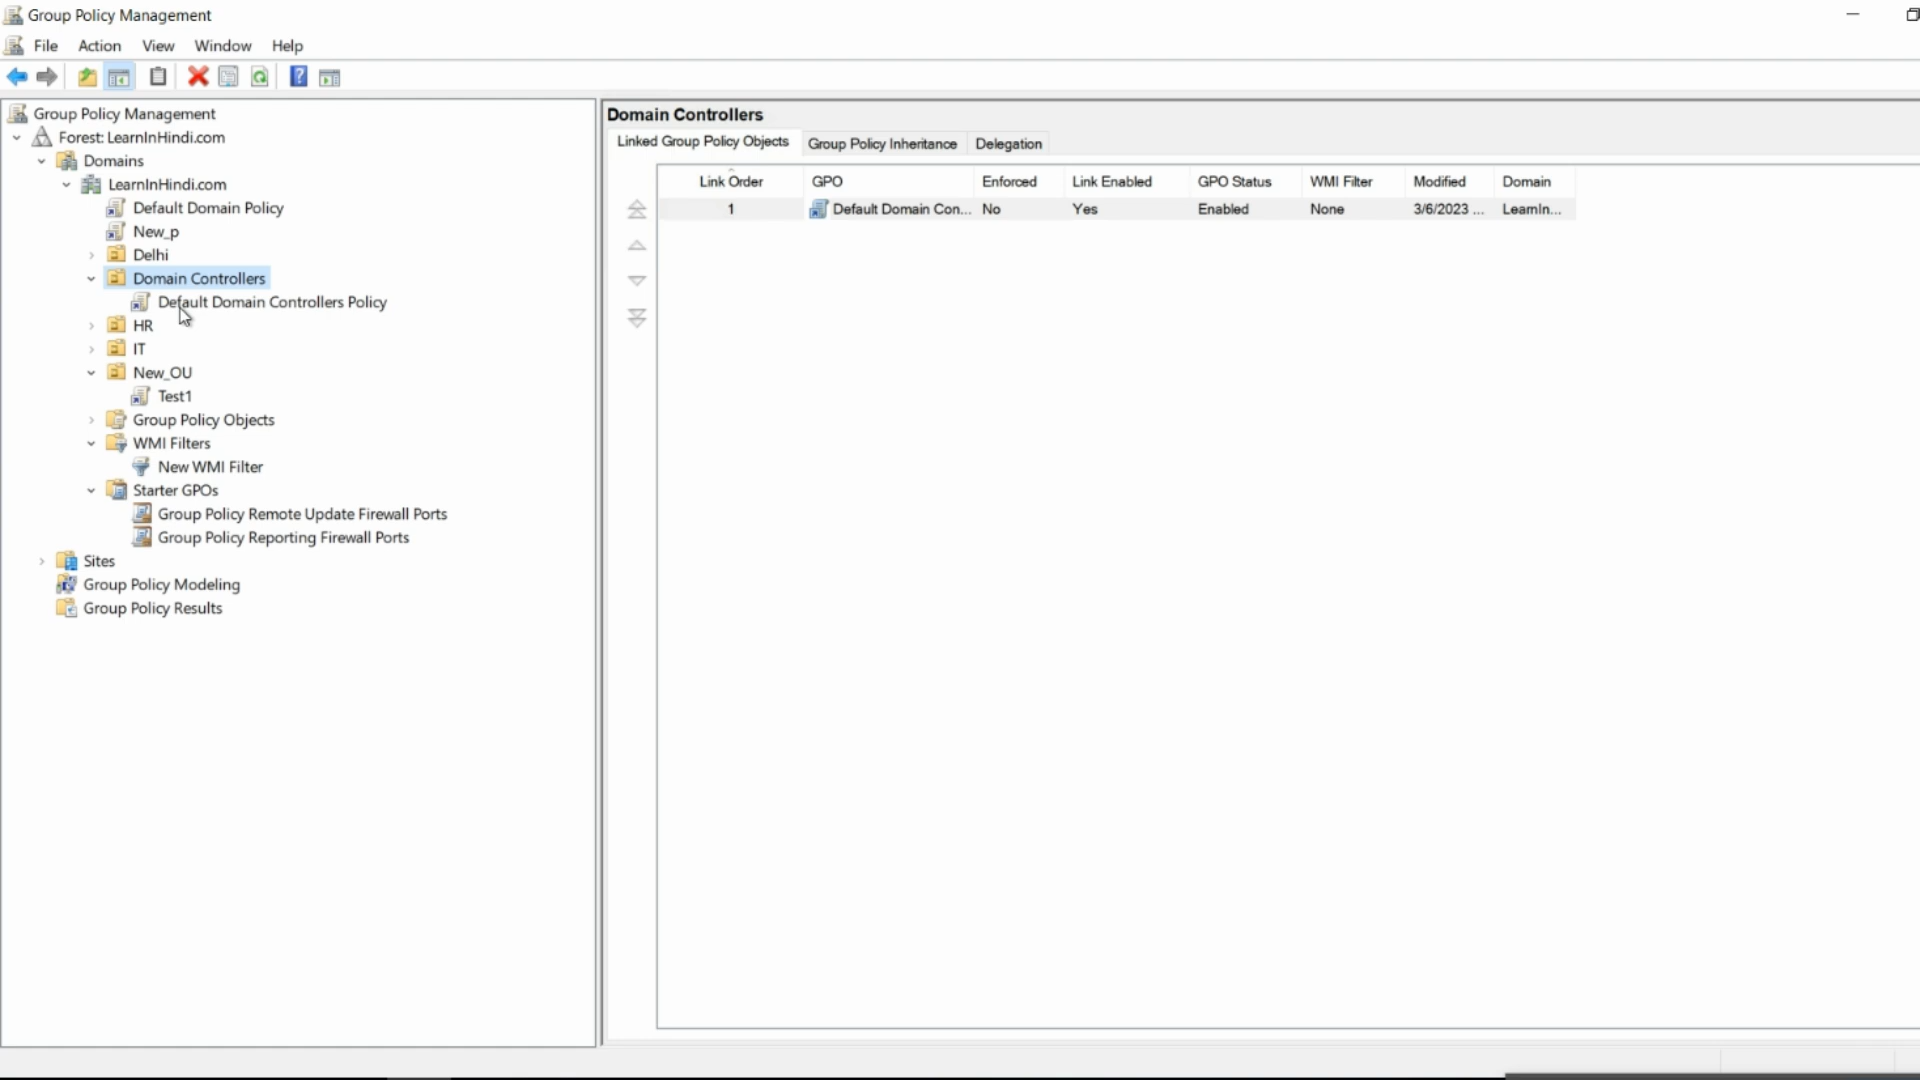 Group Policy Management
File Action View Window Help
Group Policy Management
Forest: LearnInHindi.com
Domains
LearnInHindi.com
Default Domain Policy
New_p
Delhi
Domain Controllers
Default Domain Controllers Policy
HR
IT
New_OU
Test1
Group Policy Objects
WMI Filters
New WMI Filter
Starter GPOs
Group Policy Remote Update Firewall Ports
Group Policy Reporting Firewall Ports
Sites
Group Policy Modeling
Group Policy Results
Domain Controllers
Linked Group Policy Objects Group Policy Inheritance Delegation
Link Order GPO Enforced Link Enabled GPO Status WMI Filter Modified Domain
1 Default Domain Con... No Yes Enabled None 3/6/2023 ... LearnIn...